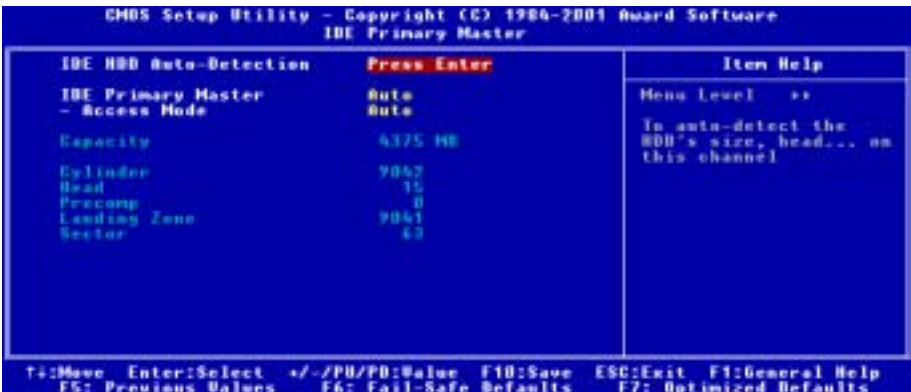 CMOS Setup Utility - Copyright (C) 1984-2001 Award Software
IDE Primary Master
IDE HDD Auto-Detection Press Enter
Item Help
IDE Primary Master Auto
- Access Mode Auto
Menu Level ▸▸
Capacity 4375 MB
To auto-detect the
HDD's size, head... on
this channel
Cylinder 9042
Head 15
Precomp 0
Landing Zone 9041
Sector 63
↑↓:Move Enter:Select +/-/PU/PD:Value F10:Save ESC:Exit F1:General Help
F5: Previous Values F6: Fail-Safe Defaults F7: Optimized Defaults